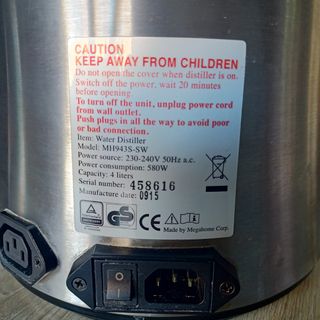 CAUTION
KEEP AWAY FROM CHILDREN
Do not open the cover when distiller is on.
Switch off the power, wait 20 minutes
before opening.
To turn off the unit, unplug power cord
from wall outlet.
Push plugs in all the way to avoid poor
or bad connection.
Item: Water Distiller
Model: MH943S-SW
Power source: 230-240V 50Hz a.c.
Power consumption: 580W
Capacity: 4 liters
Serial number: 458616
Manufacture date: 0915
GS
CE
Made by Megahome Corp.